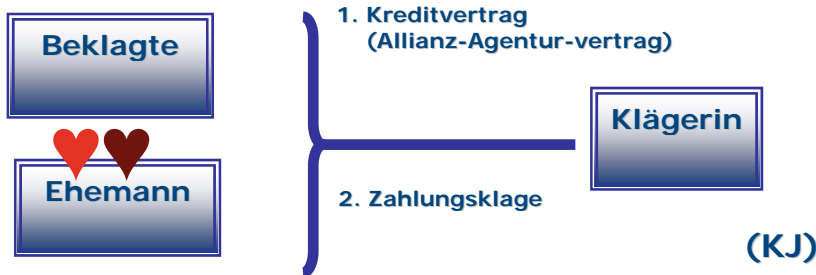 Beklagte
Ehemann
1. Kreditvertrag
(Allianz-Agentur-vertrag)
2. Zahlungsklage
Klägerin
(KJ)